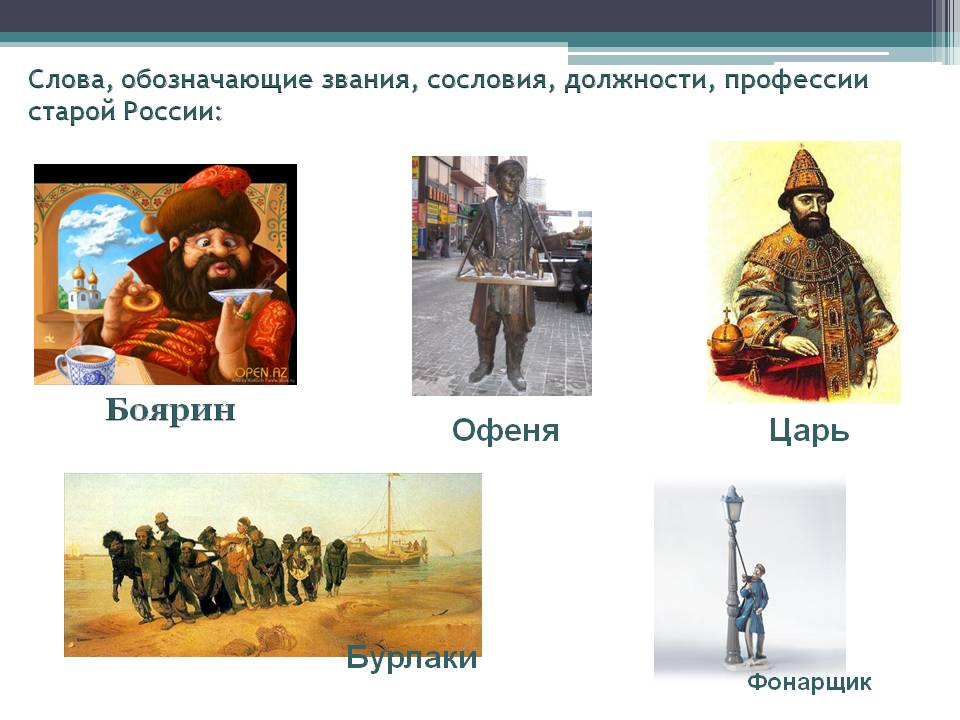 Слова, обозначающие звания, сословия, должности, профессии
старой России:
OPEN.AZ
Боярин
Офеня
Царь
Бурлаки
Фонарщик